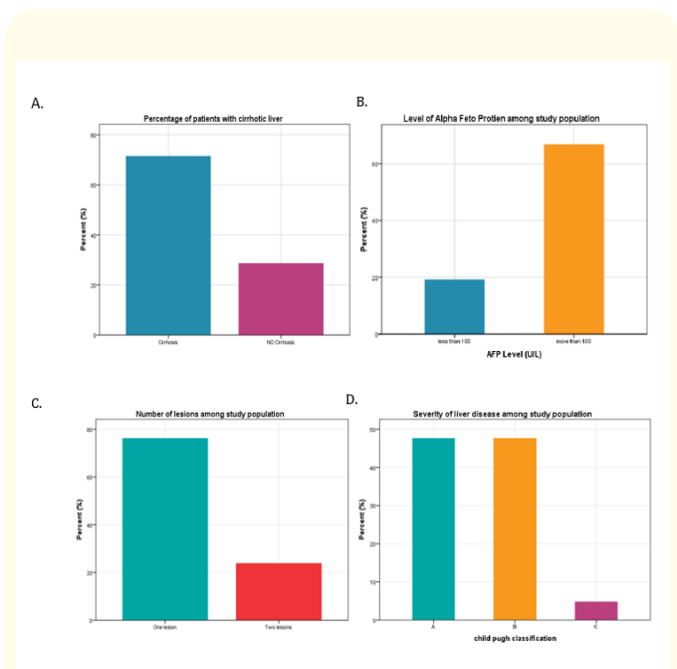 A.
Percentage of patients with cirrhotic liver
Percent (%)
80
60
40
20
0
Cirrhosis
NO Cirrhosis
B.
Level of Alpha Feto Protien among study population
Percent (%)
60
40
20
0
less than 100
more than 100
AFP Level (U/L)
C.
Number of lesions among study population
Percent (%)
80
60
40
20
0
One lesion
Two lesions
D.
Severity of liver disease among study population
Percent (%)
50
40
30
20
10
0
A
B
C
child pugh classification